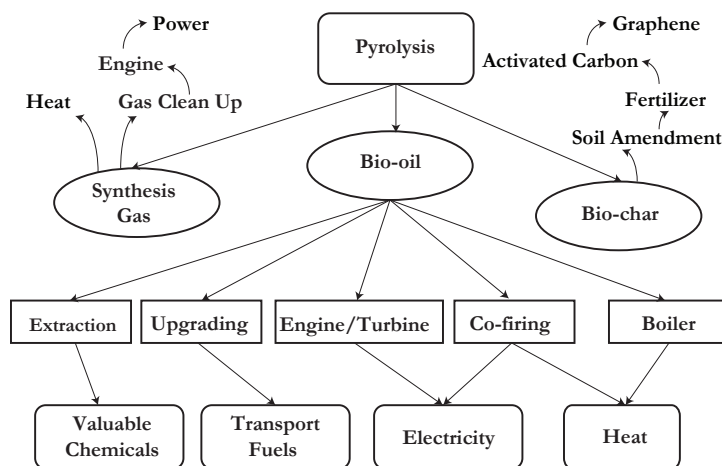 Power
Graphene
Pyrolysis
Engine
Activated Carbon
Heat
Gas Clean Up
Fertilizer
Soil Amendment
Bio-oil
Synthesis
Gas
Bio-char
Extraction
Upgrading
Engine/Turbine
Co-firing
Boiler
Valuable
Chemicals
Transport
Fuels
Electricity
Heat